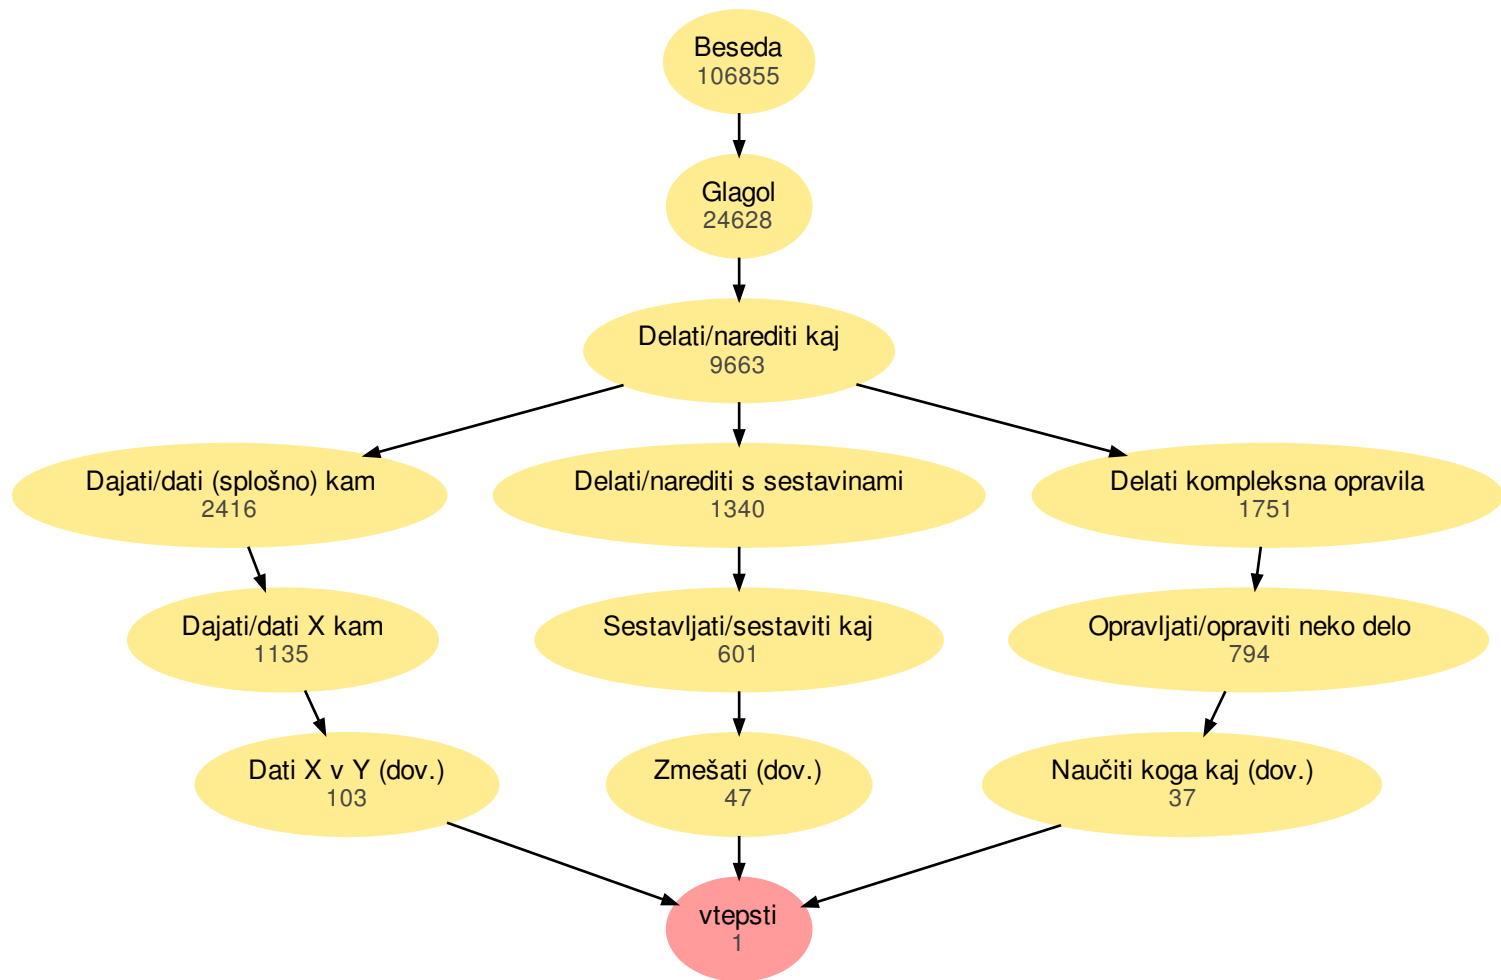 Beseda
106855
Glagol
24628
Delati/narediti kaj
9663
Dajati/dati (splošno) kam
2416
Delati/narediti s sestavinami
1340
Delati kompleksna opravila
1751
Dajati/dati X kam
1135
Sestavljati/sestaviti kaj
601
Opravljati/opraviti neko delo
794
Dati X v Y (dov.)
103
Zmešati (dov.)
47
Naučiti koga kaj (dov.)
37
vtepsti
1